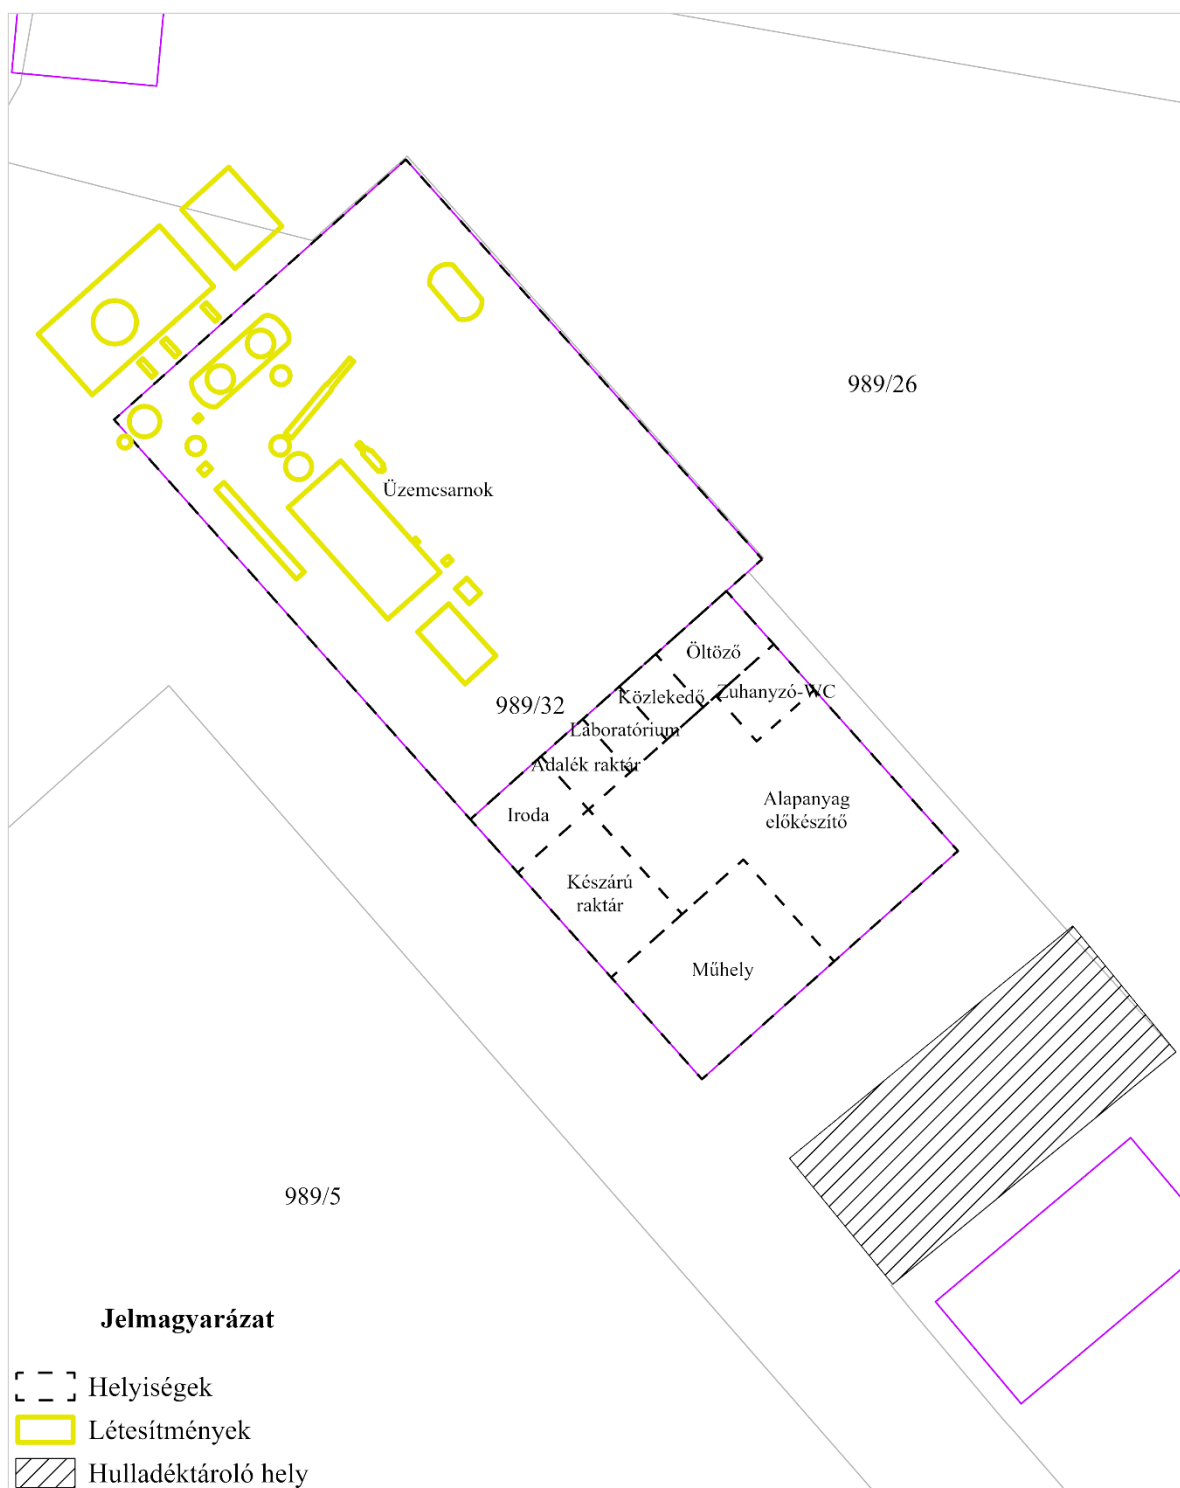 989/26
Üzemcsarnok
Öltöző
Zuhanyzó-WC
Közlekedő
989/32
Laboratórium
Adalék raktár
Iroda
Alapanyag
előkészítő
Készárú
raktár
Műhely
989/5
Jelmagyarázat
Helyiségek
Létesítmények
Hulladéktároló hely